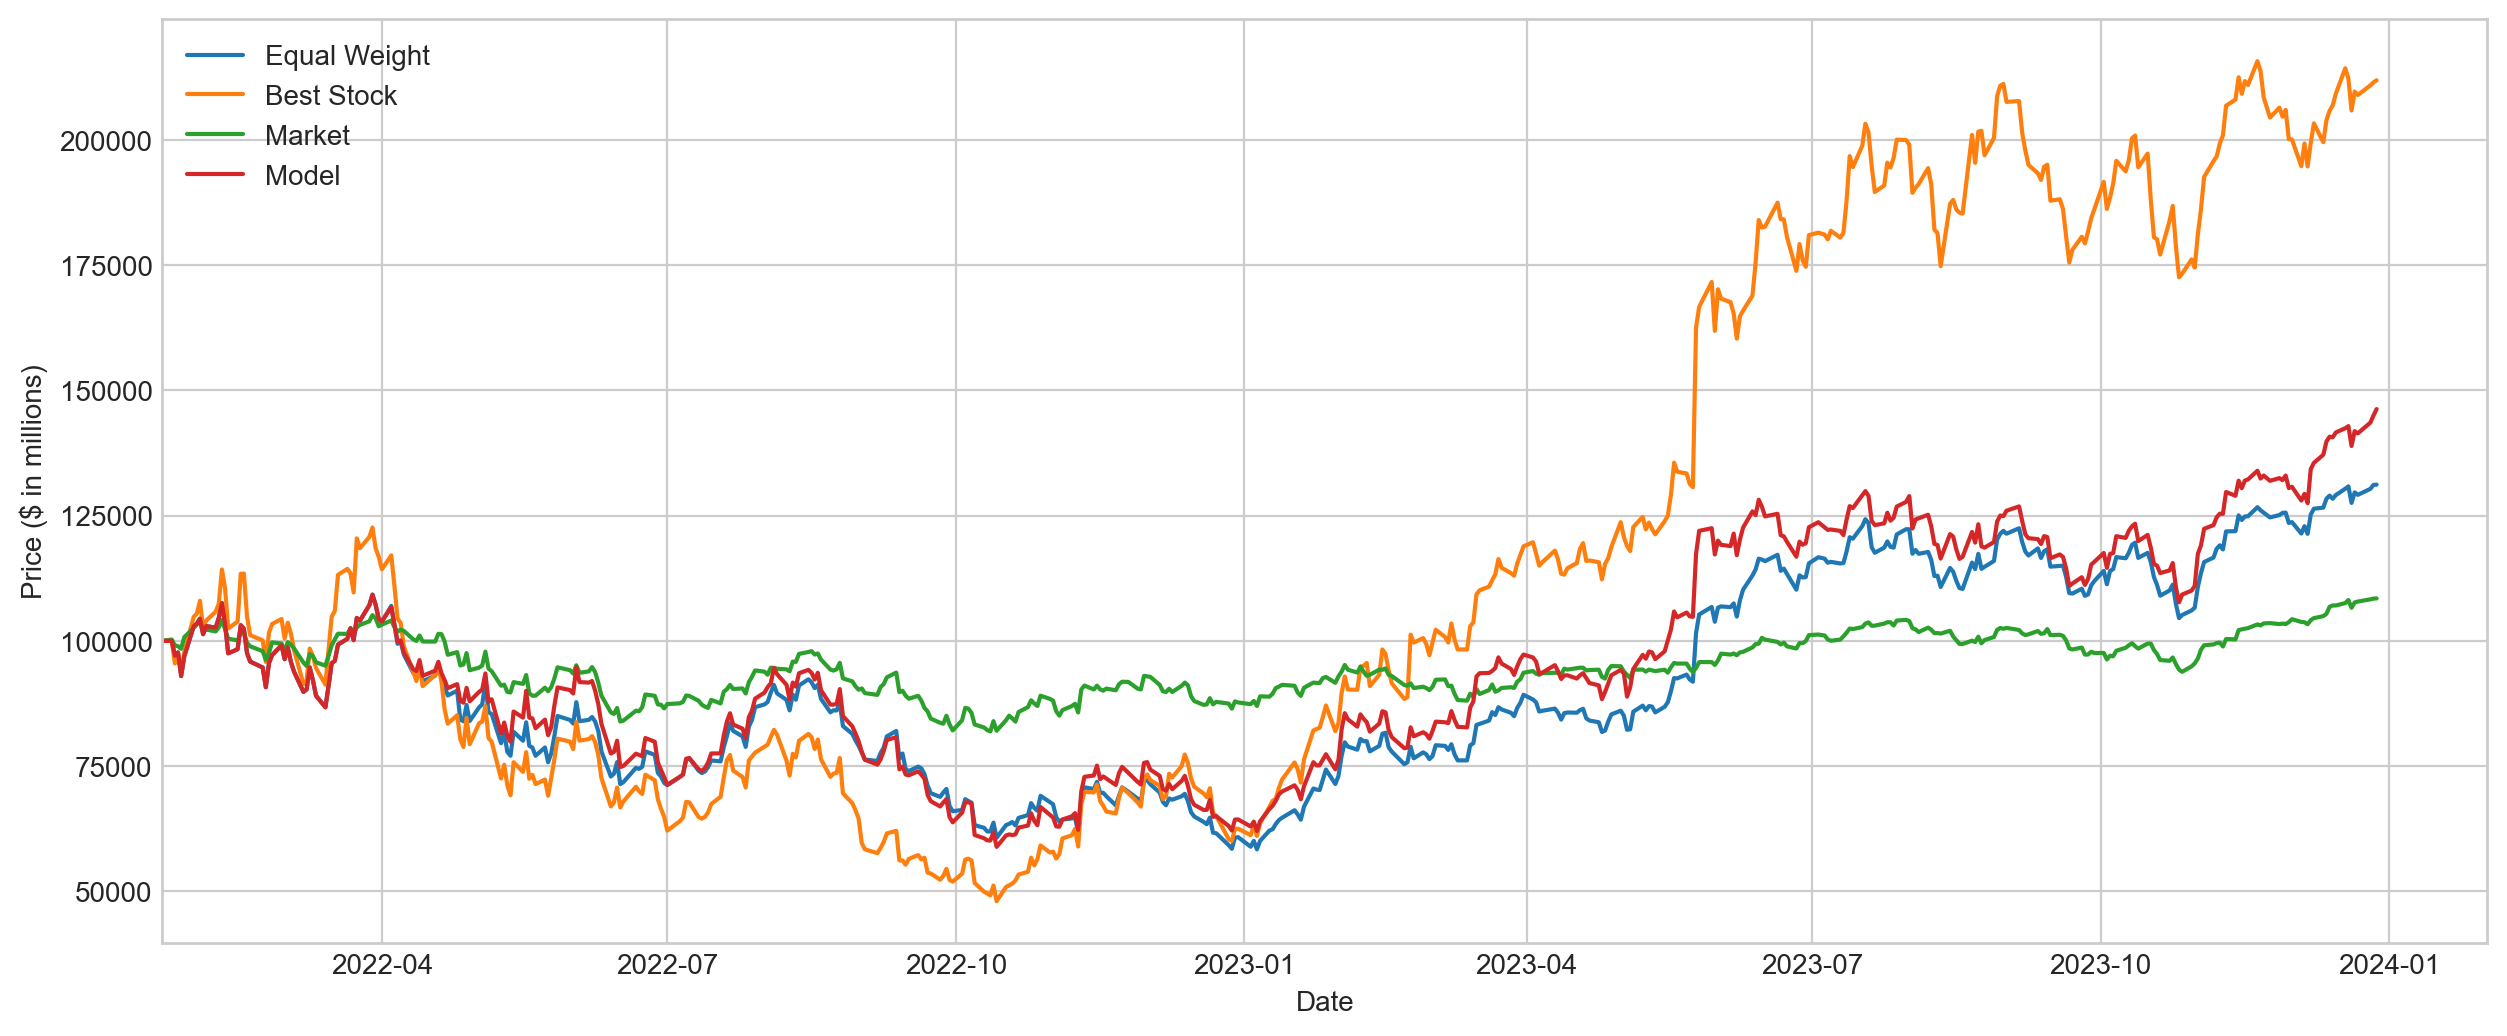 Equal Weight
Best Stock
Market
Model
200000
175000
150000
125000
100000
75000
50000
Price ($ in millions)
2022-04 2022-07 2022-10 2023-01 2023-04 2023-07 2023-10 2024-01
Date